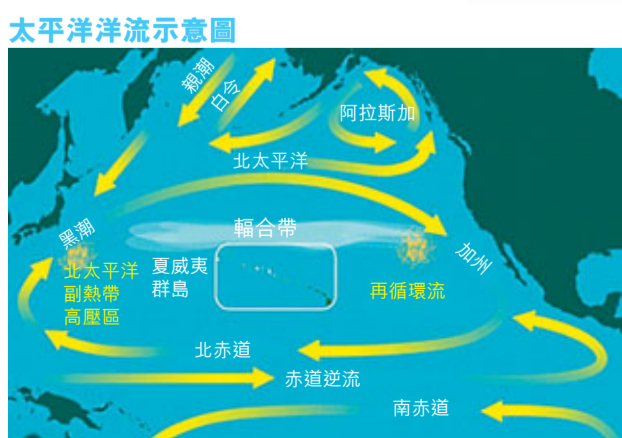 太平洋洋流示意圖
親潮
白令
阿拉斯加
北太平洋
黑潮
輻合帶
加州
北太平洋
副熱帶
高壓區
夏威夷
群島
再循環流
北赤道
赤道逆流
南赤道